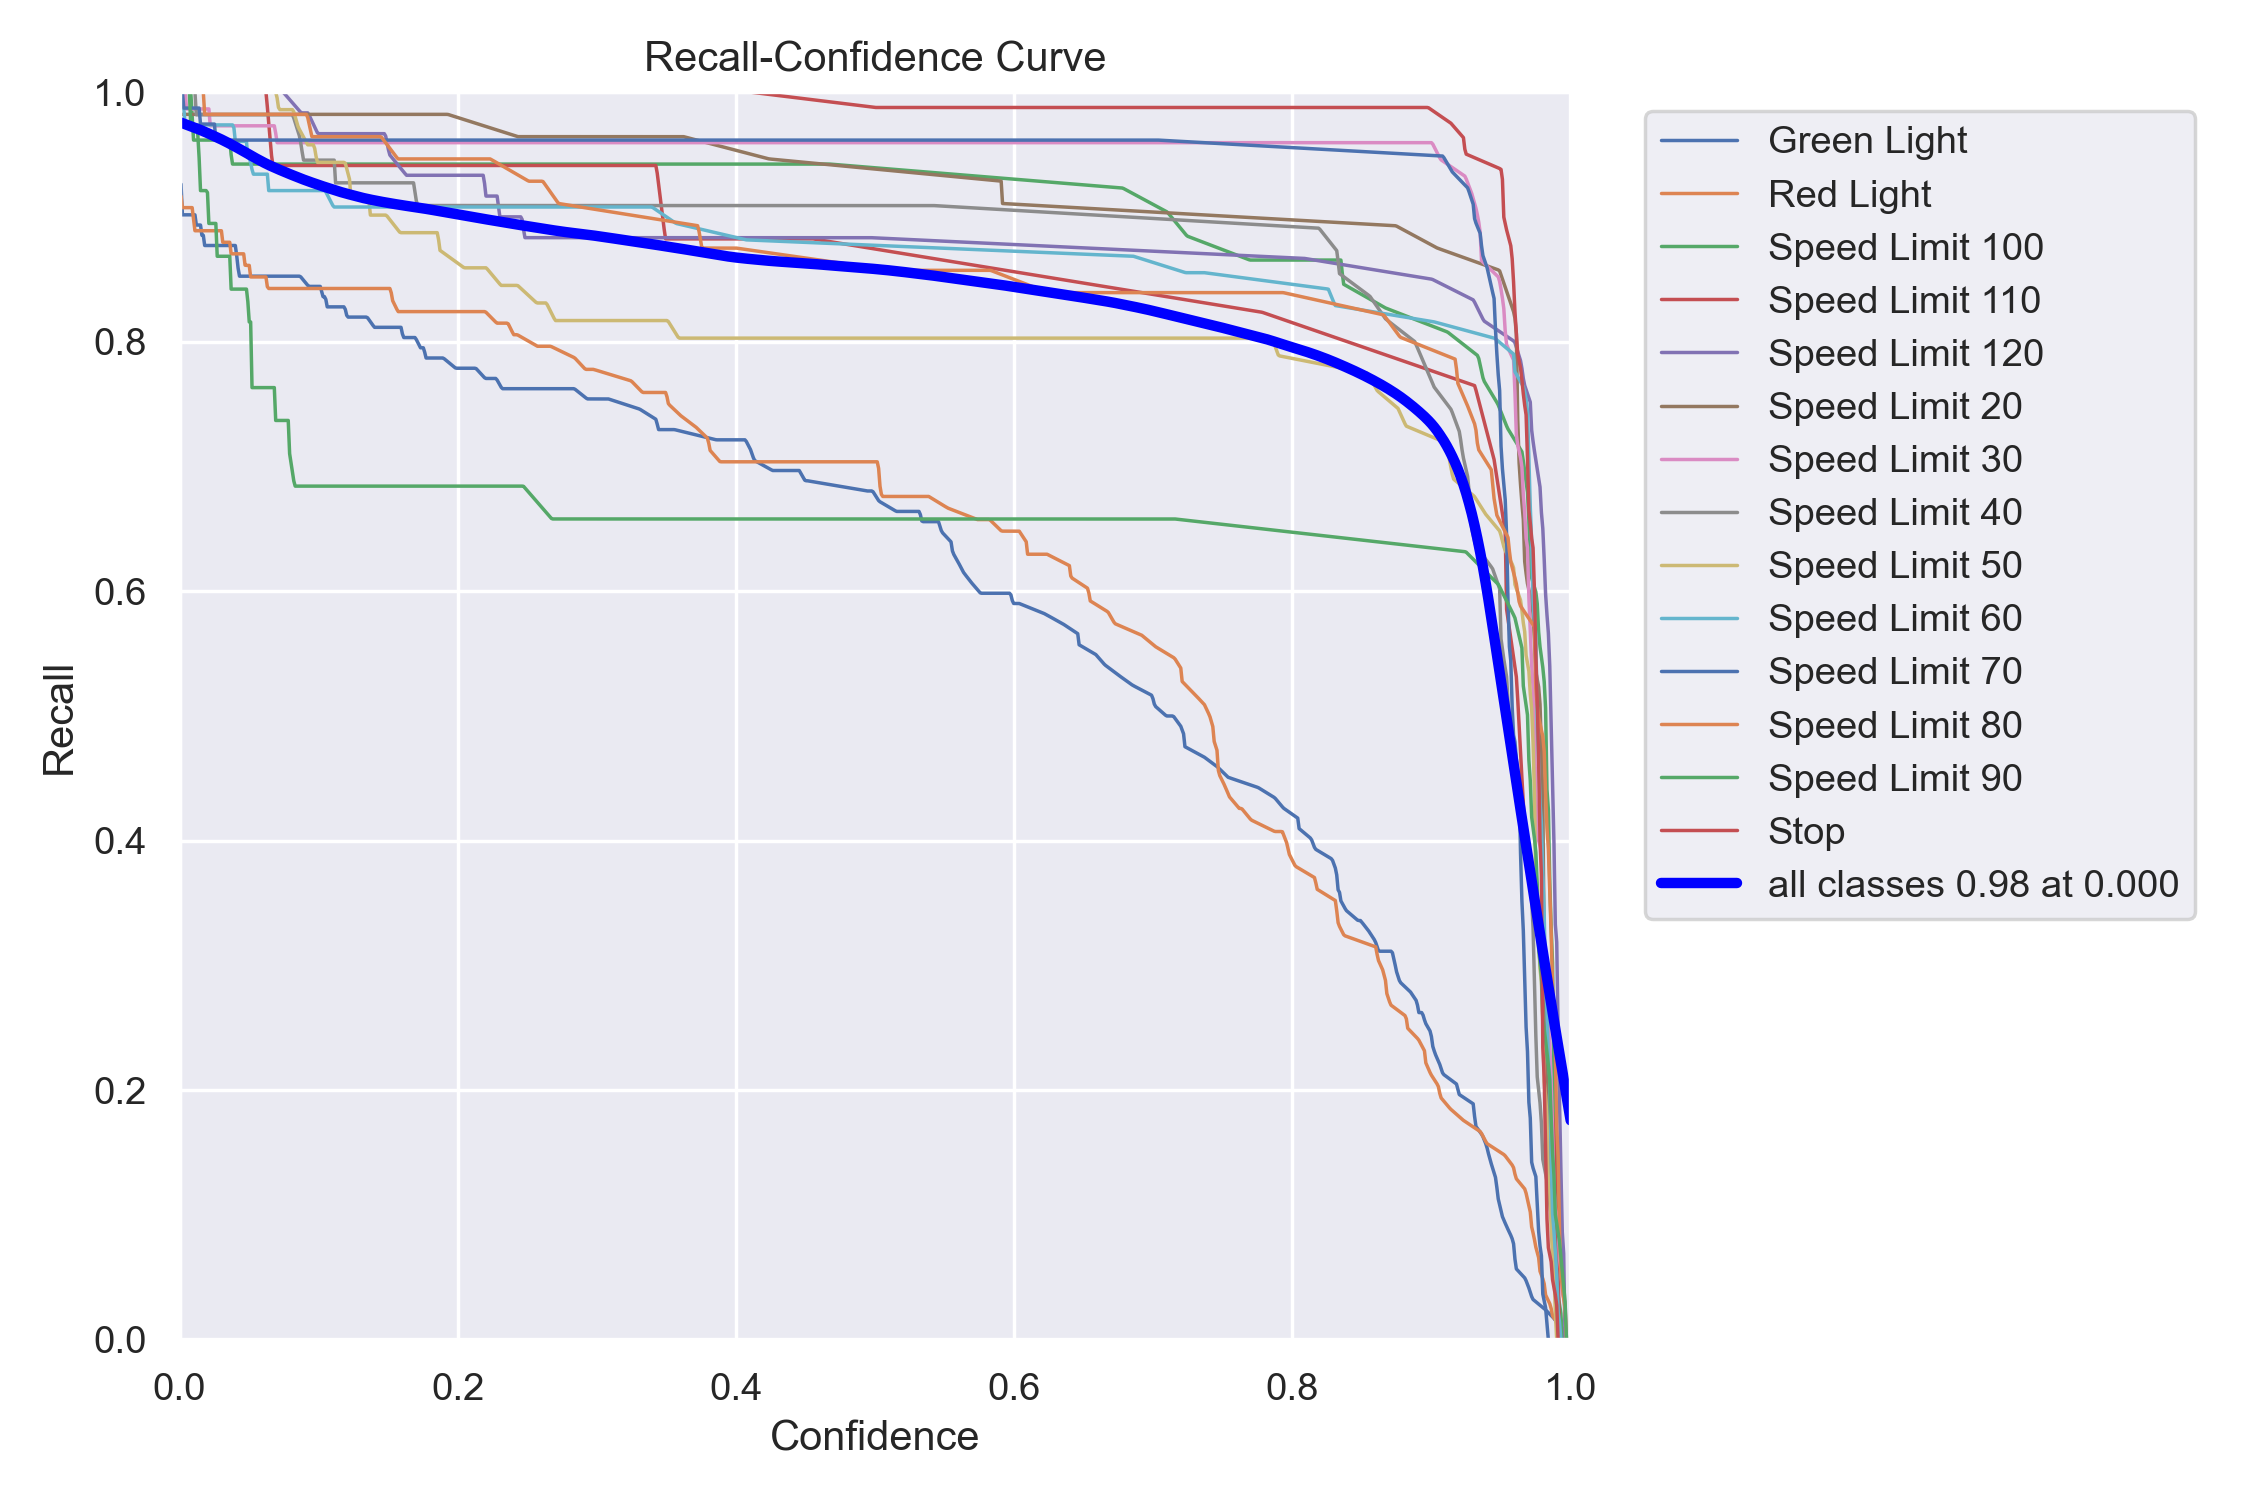 Recall-Confidence Curve
1.0
0.8
0.6
0.4
0.2
0.0
Recall
0.0 0.2 0.4 0.6 0.8 1.0
Confidence
Green Light
Red Light
Speed Limit 100
Speed Limit 110
Speed Limit 120
Speed Limit 20
Speed Limit 30
Speed Limit 40
Speed Limit 50
Speed Limit 60
Speed Limit 70
Speed Limit 80
Speed Limit 90
Stop
all classes 0.98 at 0.000